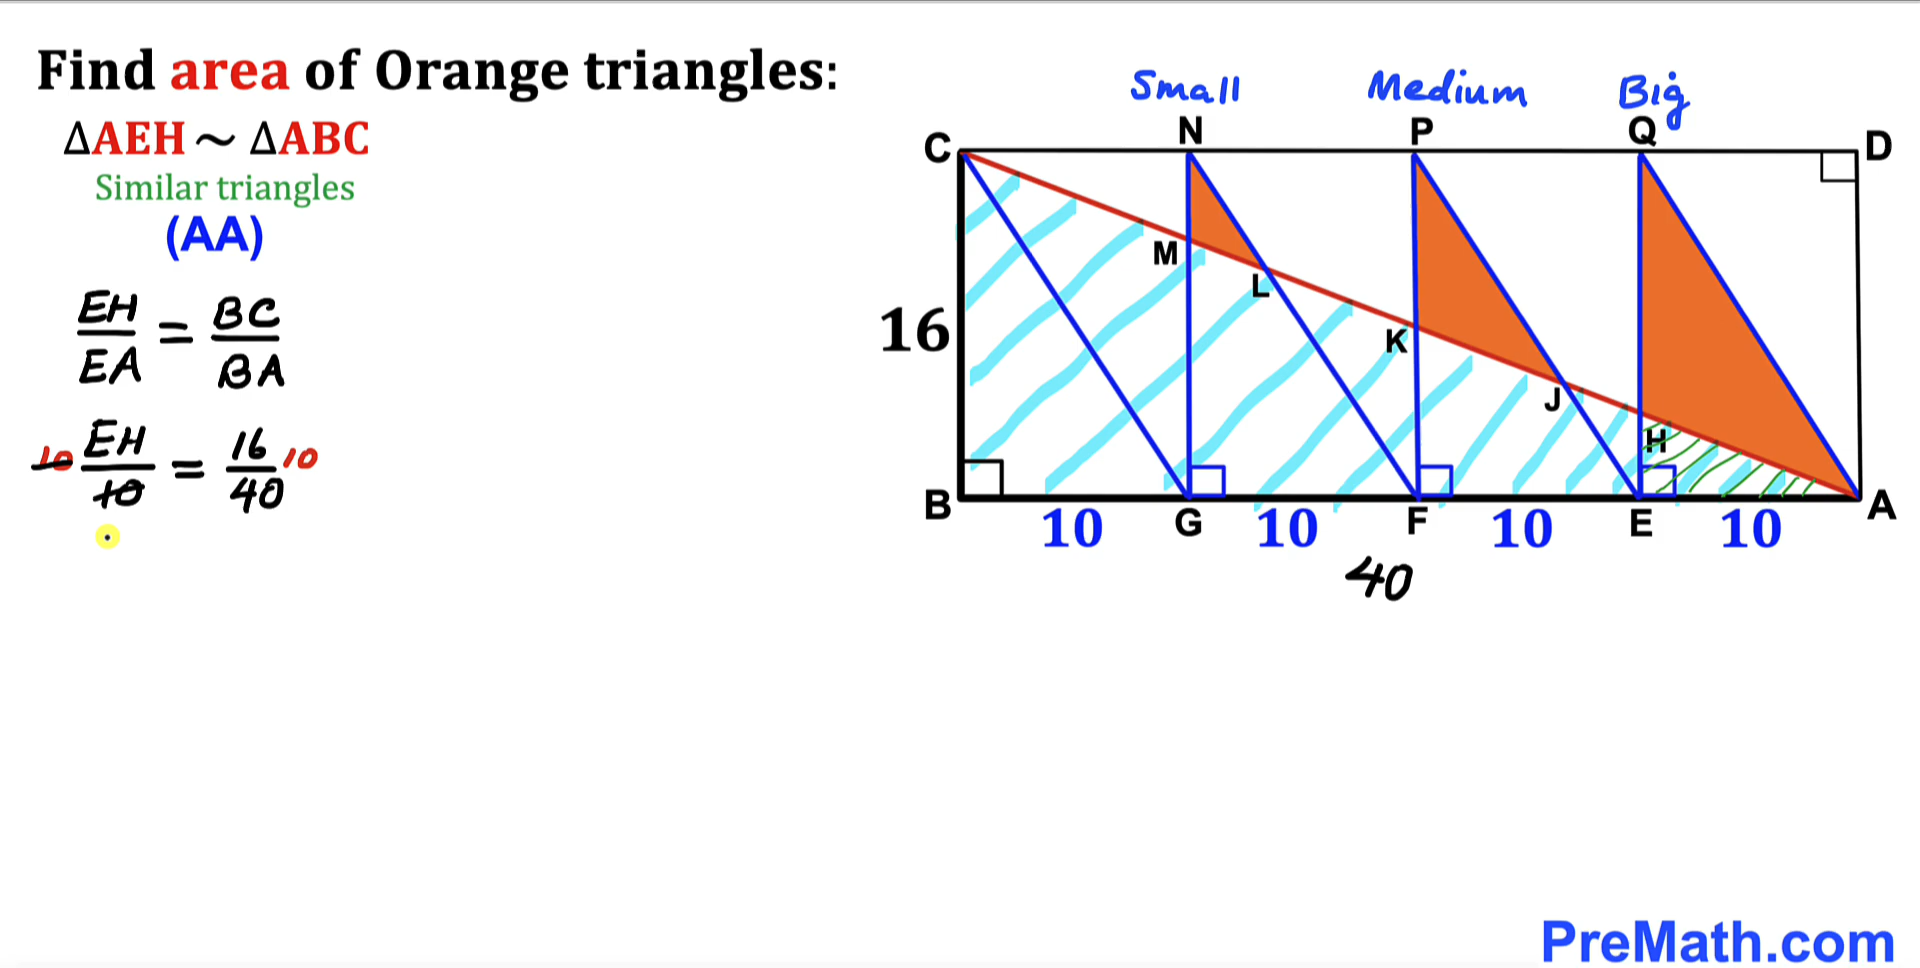 Find area of Orange triangles:
ΔAEH ~ ΔABC
Similar triangles
(AA)
EH/EA = BC/BA
10 EH/10 = 16/40 10
Small Medium Big
C N P Q D
16
M L K J H
B G F E A
10 10 10 10
40
PreMath.com